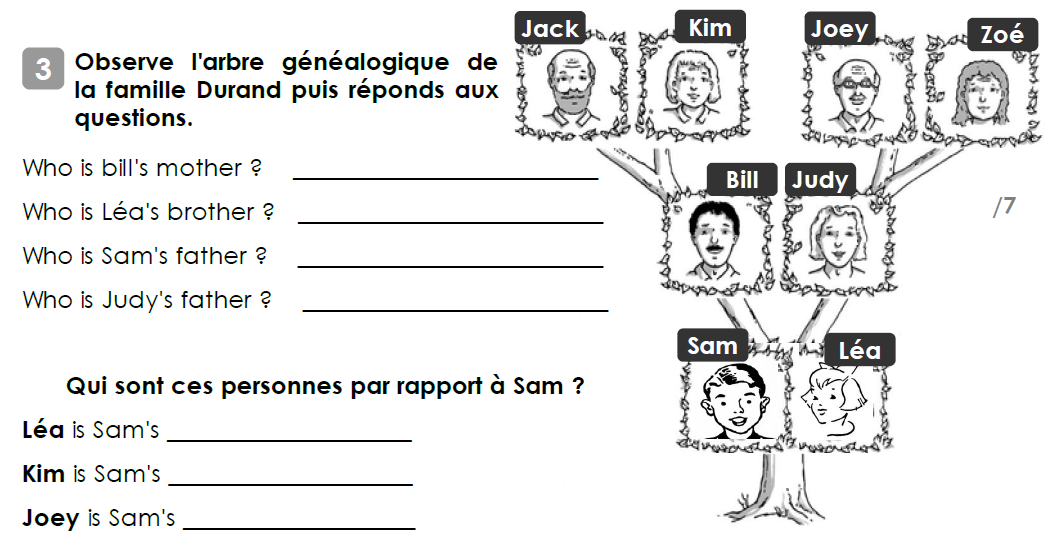 3 Observe l'arbre généalogique de
la famille Durand puis réponds aux
questions.
Who is bill's mother ?
Who is Léa's brother ?
Who is Sam's father ?
Who is Judy's father ?
Qui sont ces personnes par rapport à Sam ?
Léa is Sam's
Kim is Sam's
Joey is Sam's
Jack Kim Joey Zoé
Bill Judy
/7
Sam Léa